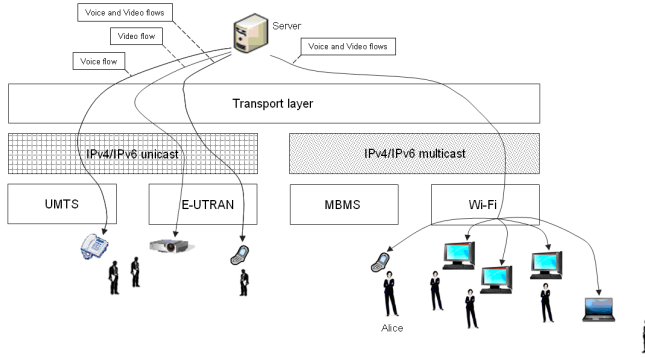 Voice and Video flows
Server
Video flow
Voice and Video flows
Voice flow
Transport layer
IPv4/IPv6 unicast
IPv4/IPv6 multicast
UMTS
E-UTRAN
MBMS
Wi-Fi
Alice